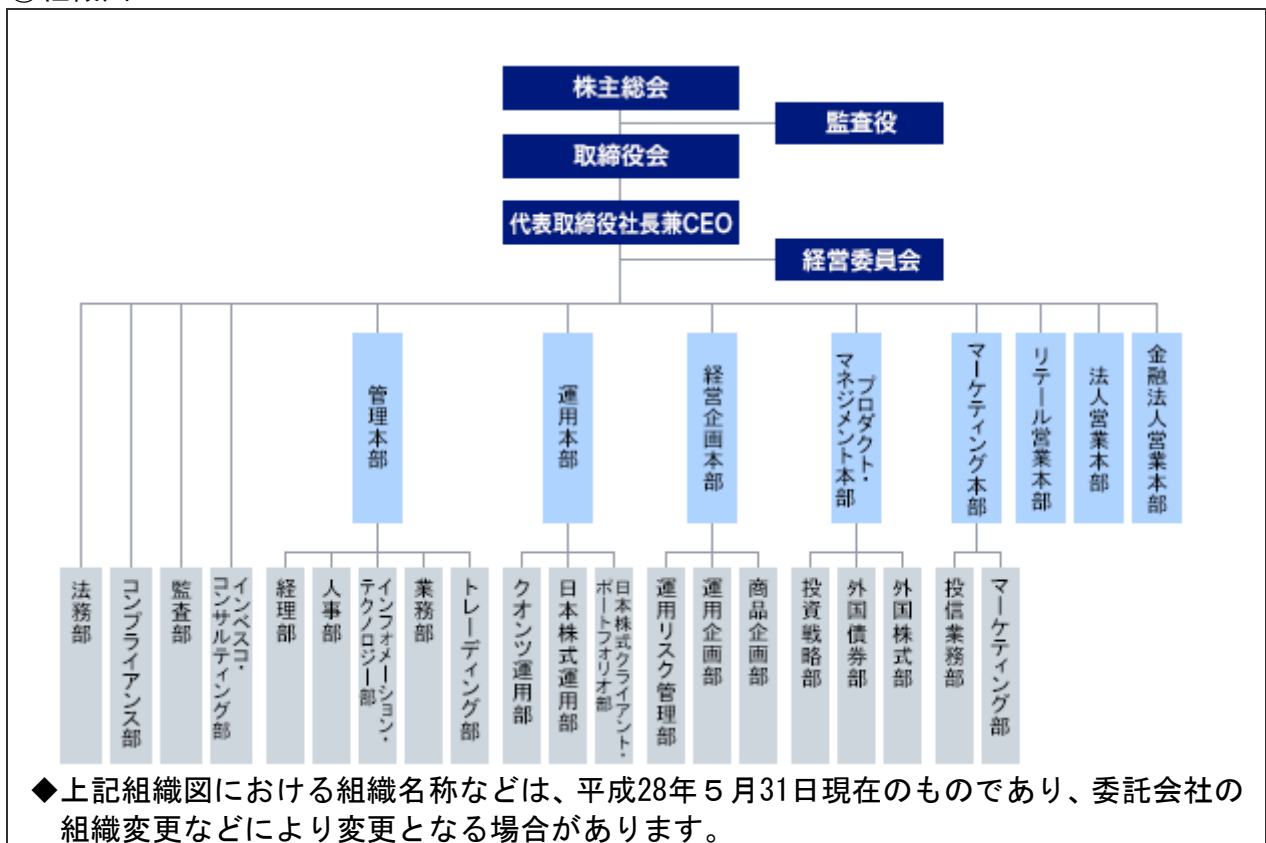 株主総会
監査役
取締役会
代表取締役社長兼CEO
経営委員会
管理本部
運用本部
経営企画本部
プロダクト・
マネジメント本部
マーケティング本部
リテール営業本部
法人営業本部
金融法人営業本部
法務部
コンプライアンス部
監査部
インベスコ・
コンサルティング部
経理部
人事部
インフォメーション・
テクノロジー部
業務部
トレーディング部
クオンツ運用部
日本株式運用部
日本株式クライアント・
ポートフォリオ部
運用リスク管理部
運用企画部
商品企画部
投資戦略部
外国債券部
外国株式部
投信業務部
マーケティング部
◆上記組織図における組織名称などは、平成28年5月31日現在のものであり、委託会社の
組織変更などにより変更となる場合があります。